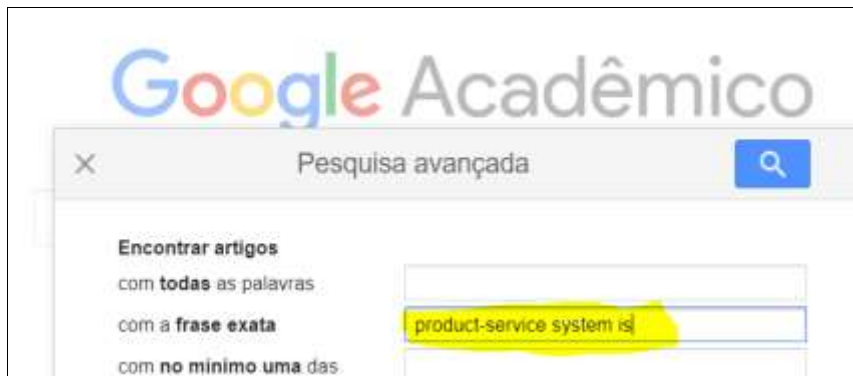 Google Acadêmico
Pesquisa avançada
Encontrar artigos
com todas as palavras
com a frase exata product-service system is
com no mínimo uma das